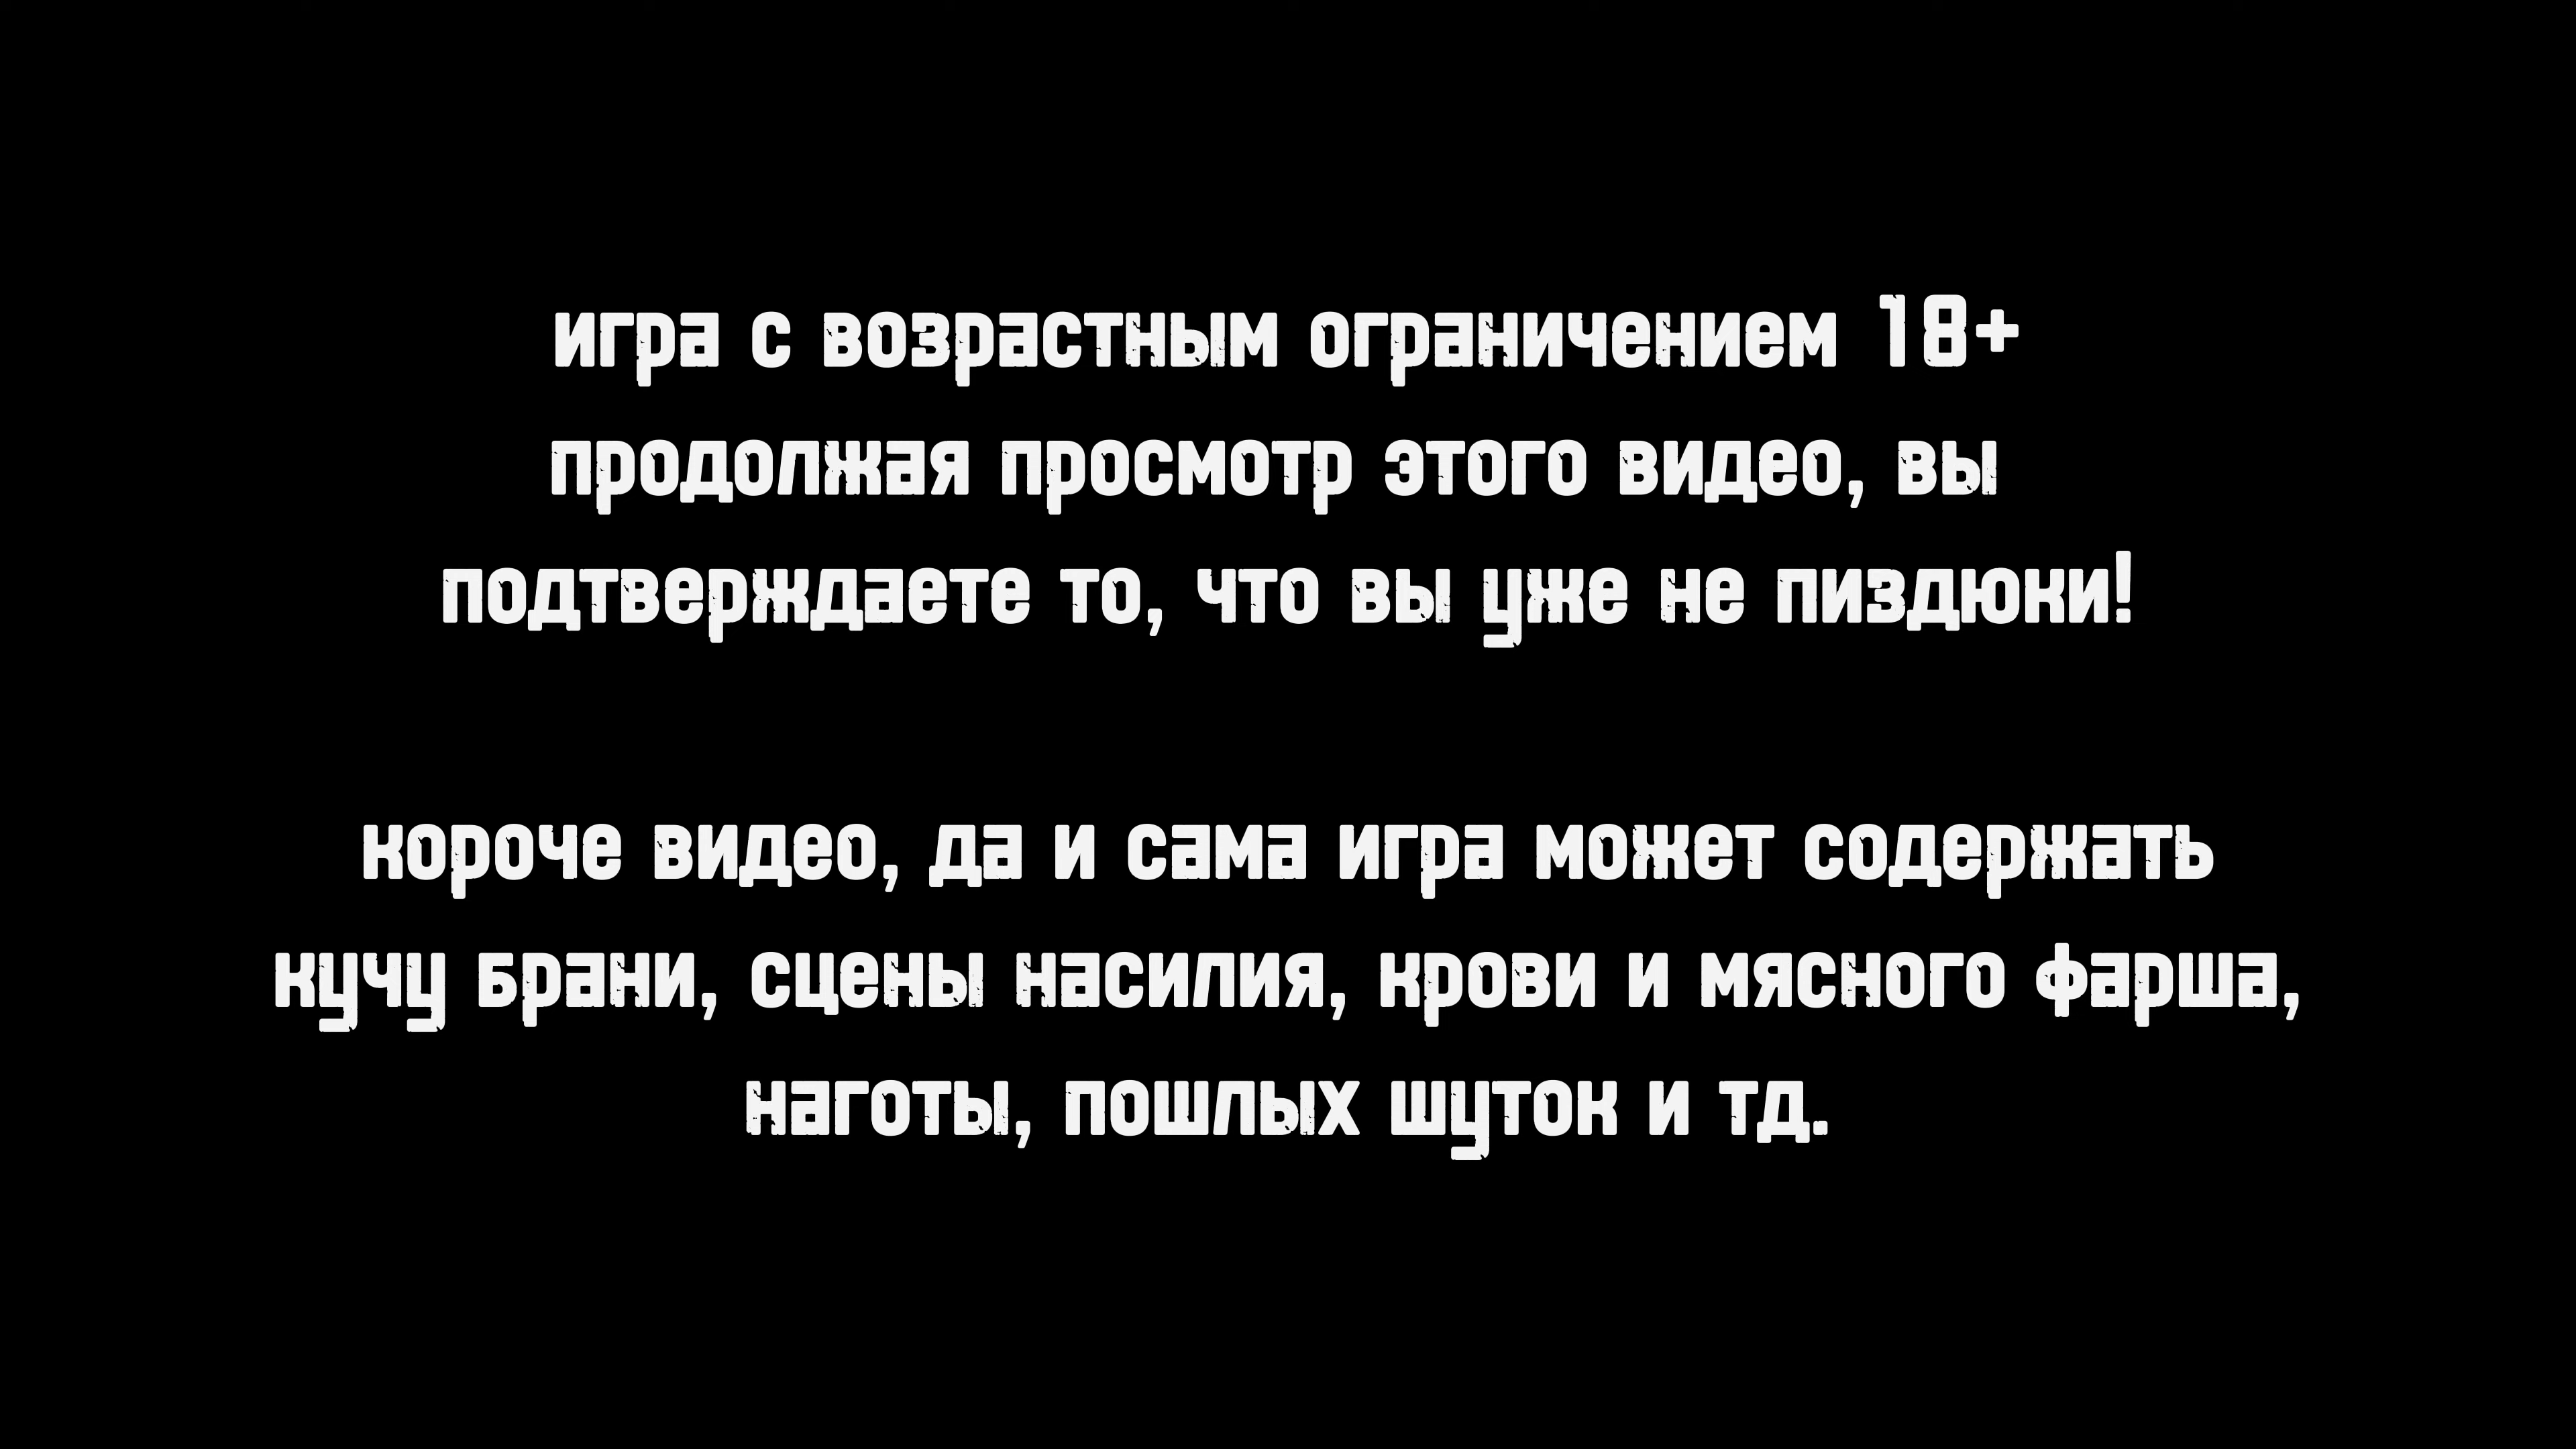 игра с возрастным ограничением 18+
продолжая просмотр этого видео, вы
подтверждаете то, что вы уже не пиздюки!
короче видео, да и сама игра может содержать
кучу брани, сцены насилия, крови и мясного фарша,
наготы, пошлых шуток и тд.